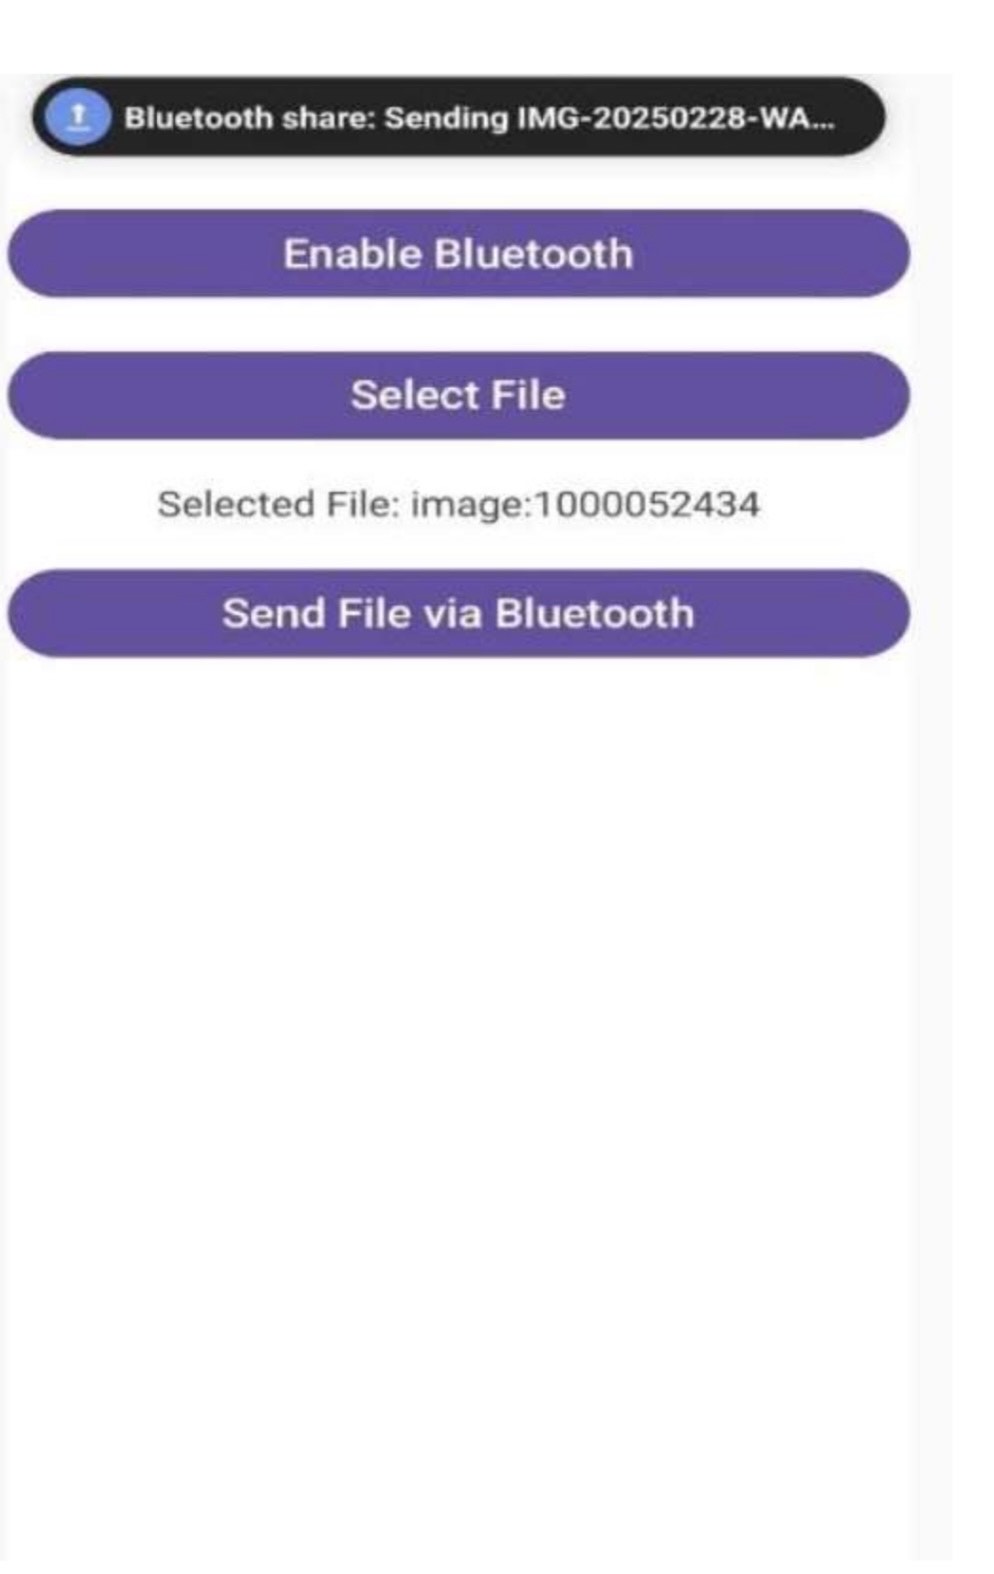 Bluetooth share: Sending IMG-20250228-WA...
Enable Bluetooth
Select File
Selected File: image:1000052434
Send File via Bluetooth